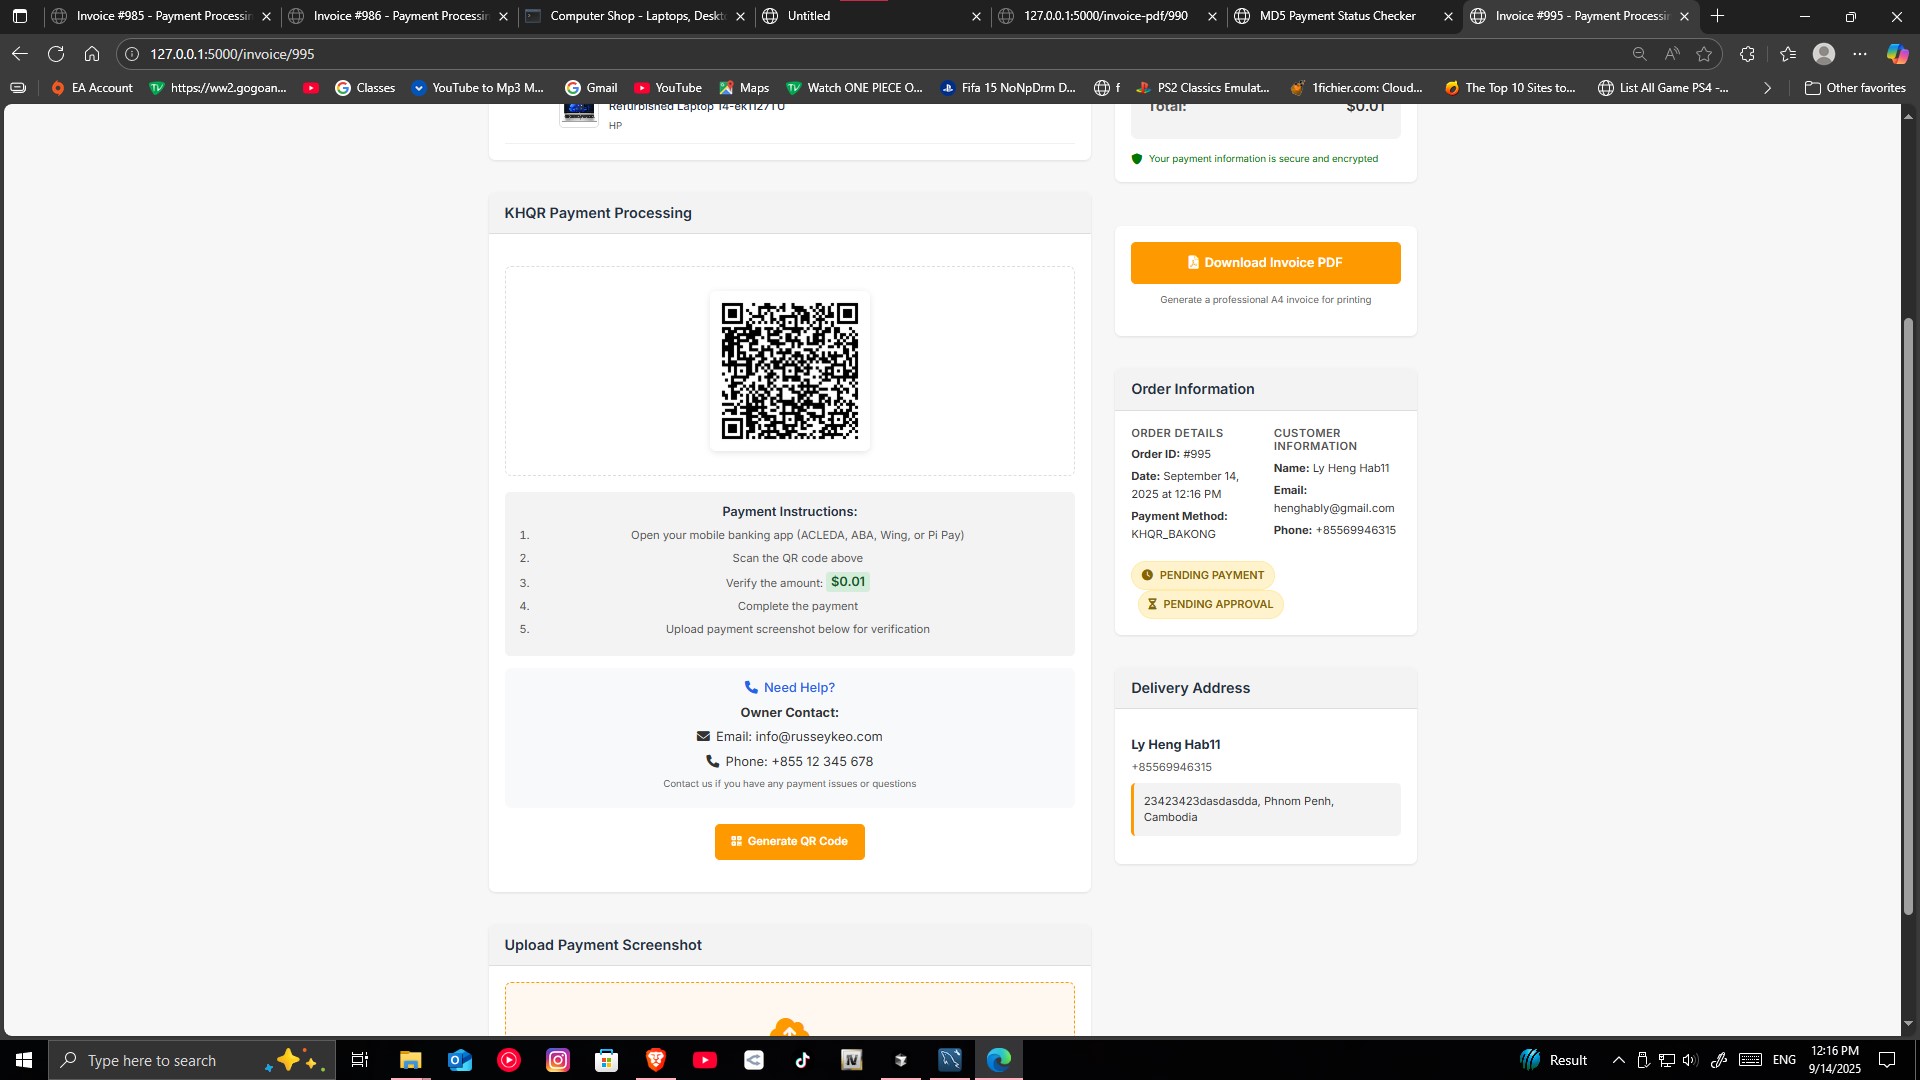 Invoice #985 - Payment Processin
Invoice #986 - Payment Processin
Computer Shop - Laptops, Deskt
Untitled
127.0.0.1:5000/invoice-pdf/990
MD5 Payment Status Checker
Invoice #995 - Payment Processin
127.0.0.1:5000/invoice/995
EA Account
https://ww2.gogoan...
Classes
YouTube to Mp3 M...
Gmail
YouTube
Maps
Watch ONE PIECE O...
Fifa 15 NoNpDrm D...
f
PS2 Classics Emulat...
1fichier.com: Cloud...
The Top 10 Sites to...
List All Game PS4 -...
Other favorites
Refurbished Laptop 14-ek1127TU
HP
Total: $0.01
Your payment information is secure and encrypted
KHQR Payment Processing
Payment Instructions:
1. Open your mobile banking app (ACLEDA, ABA, Wing, or Pi Pay)
2. Scan the QR code above
3. Verify the amount: $0.01
4. Complete the payment
5. Upload payment screenshot below for verification
Need Help?
Owner Contact:
Email: info@russeykeo.com
Phone: +855 12 345 678
Contact us if you have any payment issues or questions
Generate QR Code
Upload Payment Screenshot
Download Invoice PDF
Generate a professional A4 invoice for printing
Order Information
ORDER DETAILS
Order ID: #995
Date: September 14,
2025 at 12:16 PM
Payment Method:
KHQR_BAKONG
CUSTOMER
INFORMATION
Name: Ly Heng Hab11
Email:
henghably@gmail.com
Phone: +85569946315
PENDING PAYMENT
PENDING APPROVAL
Delivery Address
Ly Heng Hab11
+85569946315
23423423dasdasdda, Phnom Penh,
Cambodia
Type here to search
Result
ENG
12:16 PM
9/14/2025